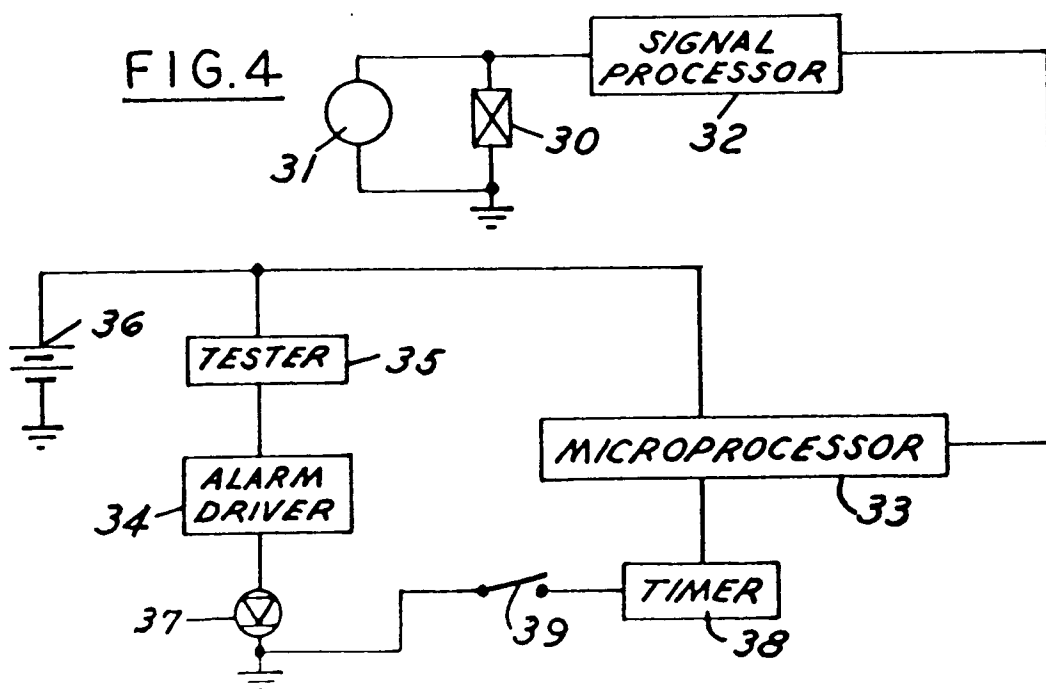 FIG.4
SIGNAL
PROCESSOR
32
31
30
36
TESTER
35
MICROPROCESSOR
33
ALARM
DRIVER
34
37
39
TIMER
38